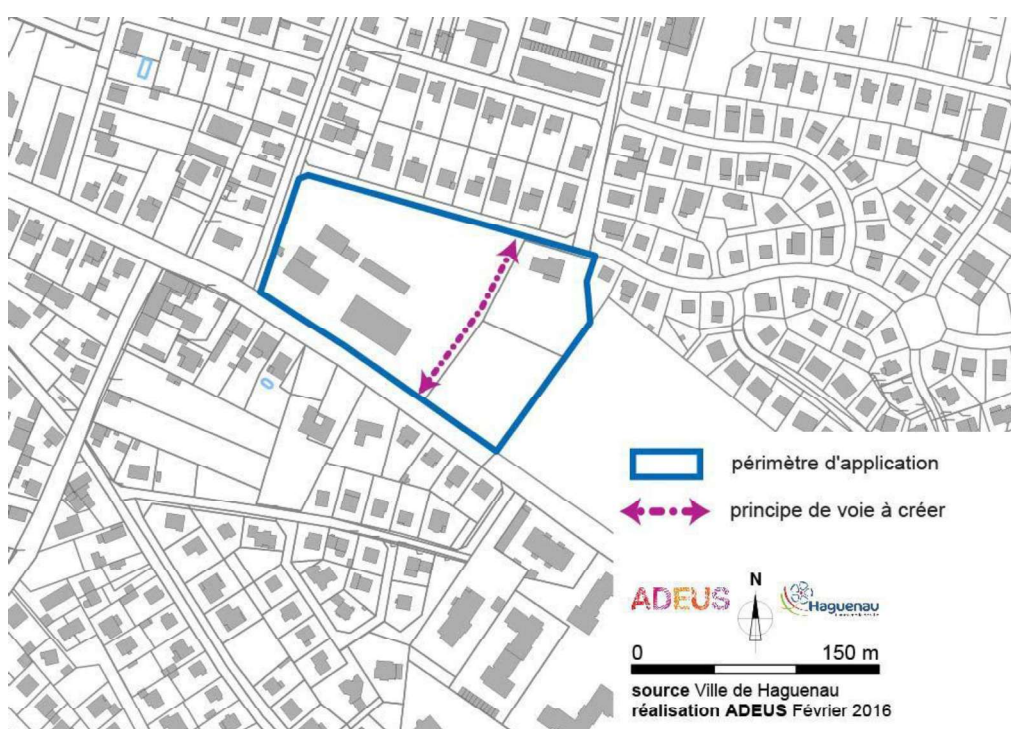 périmètre d'application
principe de voie à créer
ADEUS
N
Haguenau
0 150 m
source Ville de Haguenau
réalisation ADEUS Février 2016